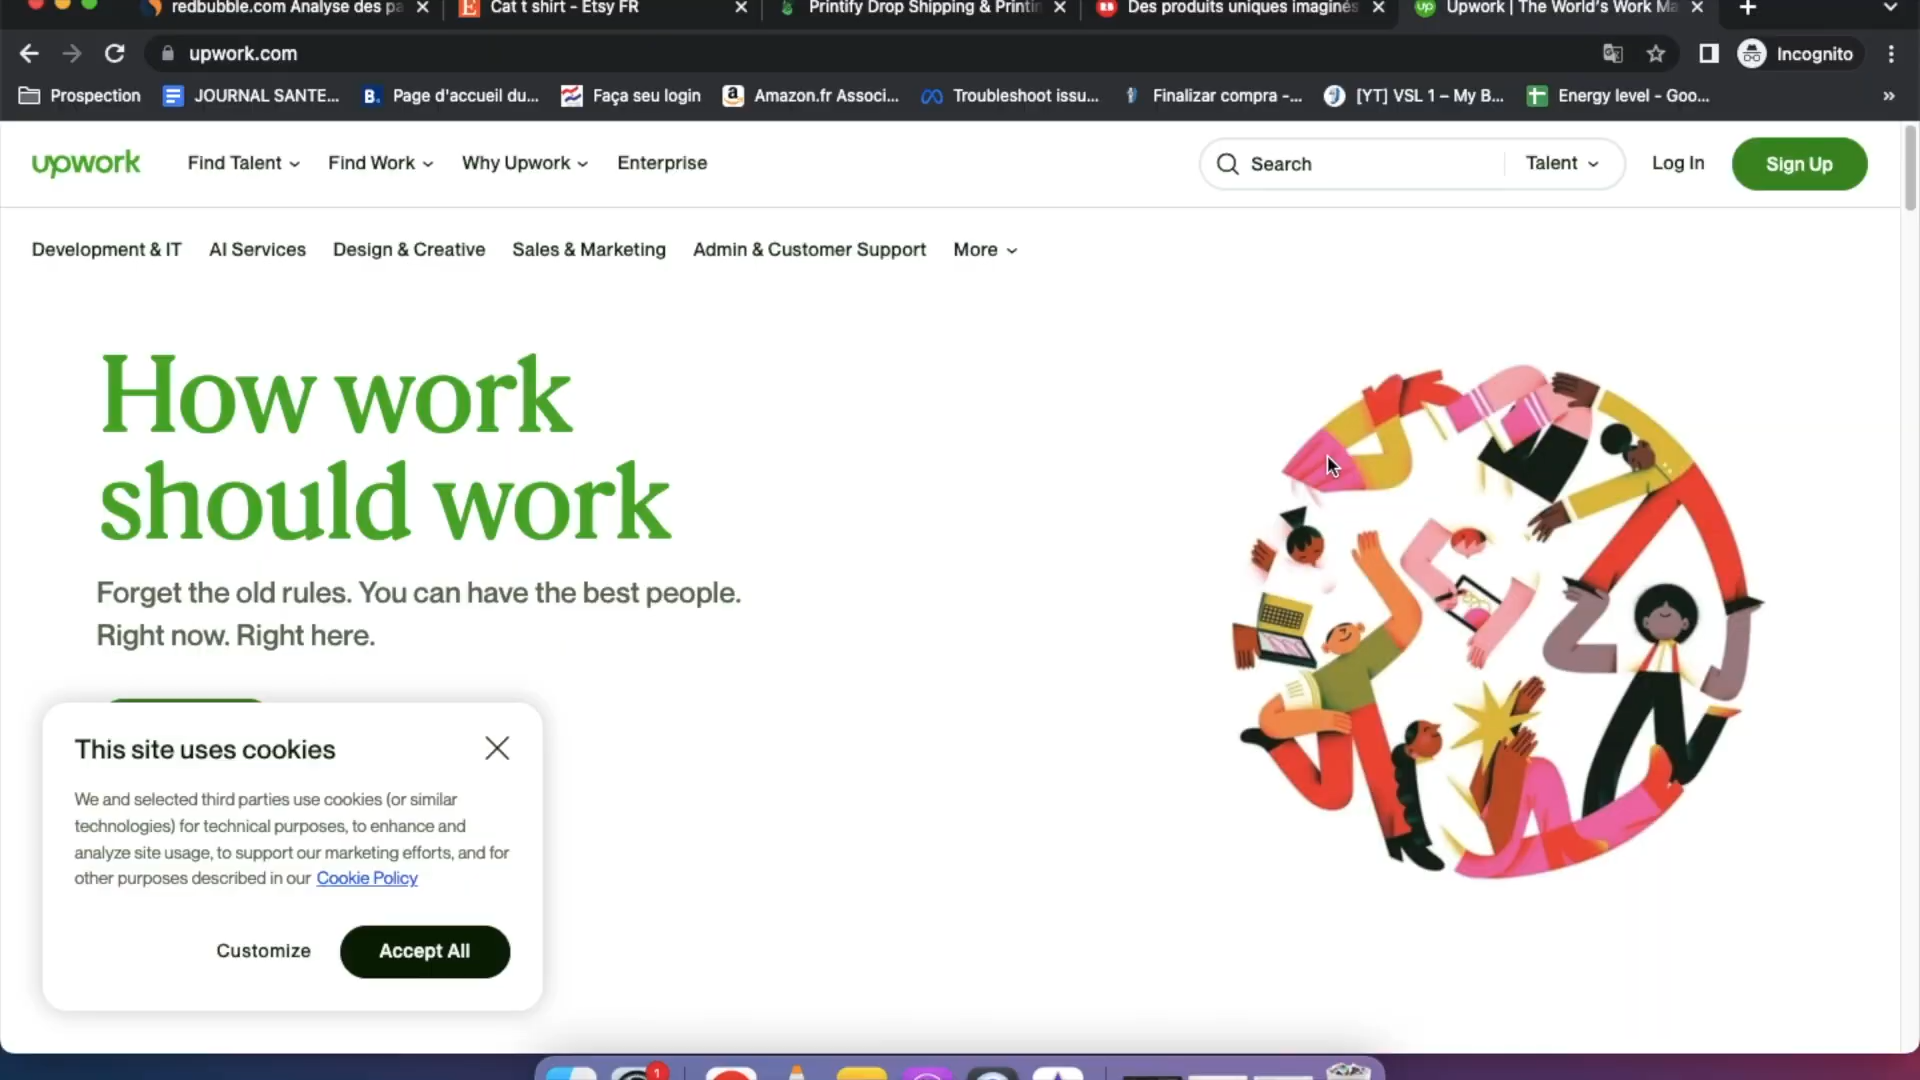 redbubble.com Analyse des pa
Cat t shirt - Etsy FR
Printify Drop Shipping & Printin
Des produits uniques imaginés
Upwork | The World's Work Ma
upwork.com
Incognito
Prospection
JOURNAL SANTE...
B. Page d'accueil du...
Faça seu login
Amazon.fr Associ...
Troubleshoot issu...
Finalizar compra -...
[YT] VSL 1 – My B...
Energy level - Goo...
»
upwork
Find Talent
Find Work
Why Upwork
Enterprise
Search
Talent
Log In
Sign Up
Development & IT
AI Services
Design & Creative
Sales & Marketing
Admin & Customer Support
More
How work
should work
Forget the old rules. You can have the best people.
Right now. Right here.
This site uses cookies
We and selected third parties use cookies (or similar
technologies) for technical purposes, to enhance and
analyze site usage, to support our marketing efforts, and for
other purposes described in our Cookie Policy
Customize
Accept All
1